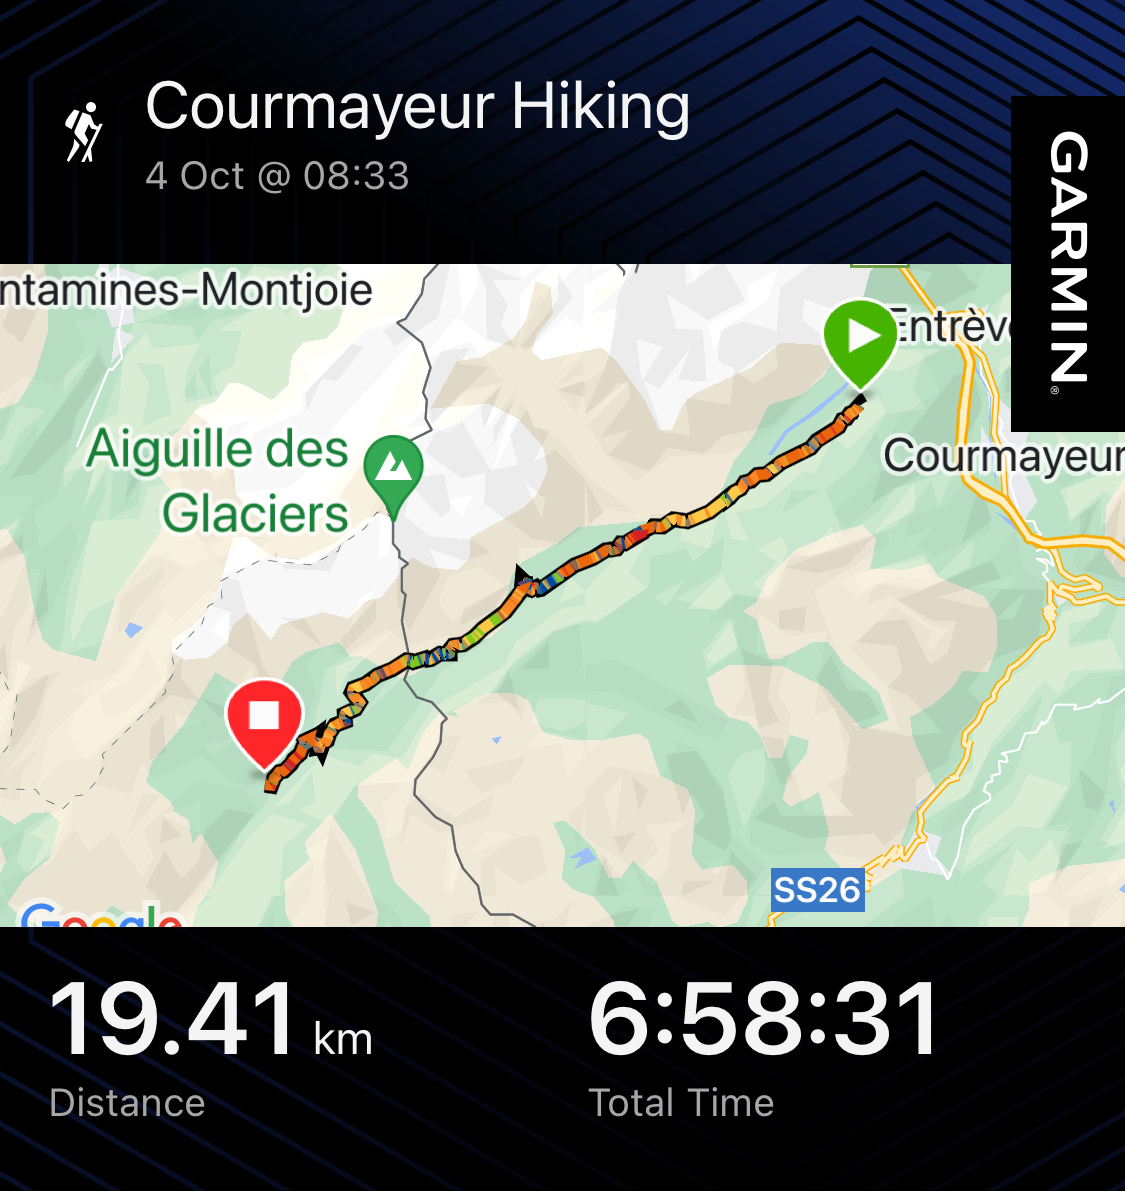 Courmayeur Hiking
4 Oct @ 08:33
GARMIN®
ntamines-Montjoie
Entrèv
Aiguille des
Glaciers
Courmayeur
SS26
Google
19.41 km
6:58:31
Distance
Total Time